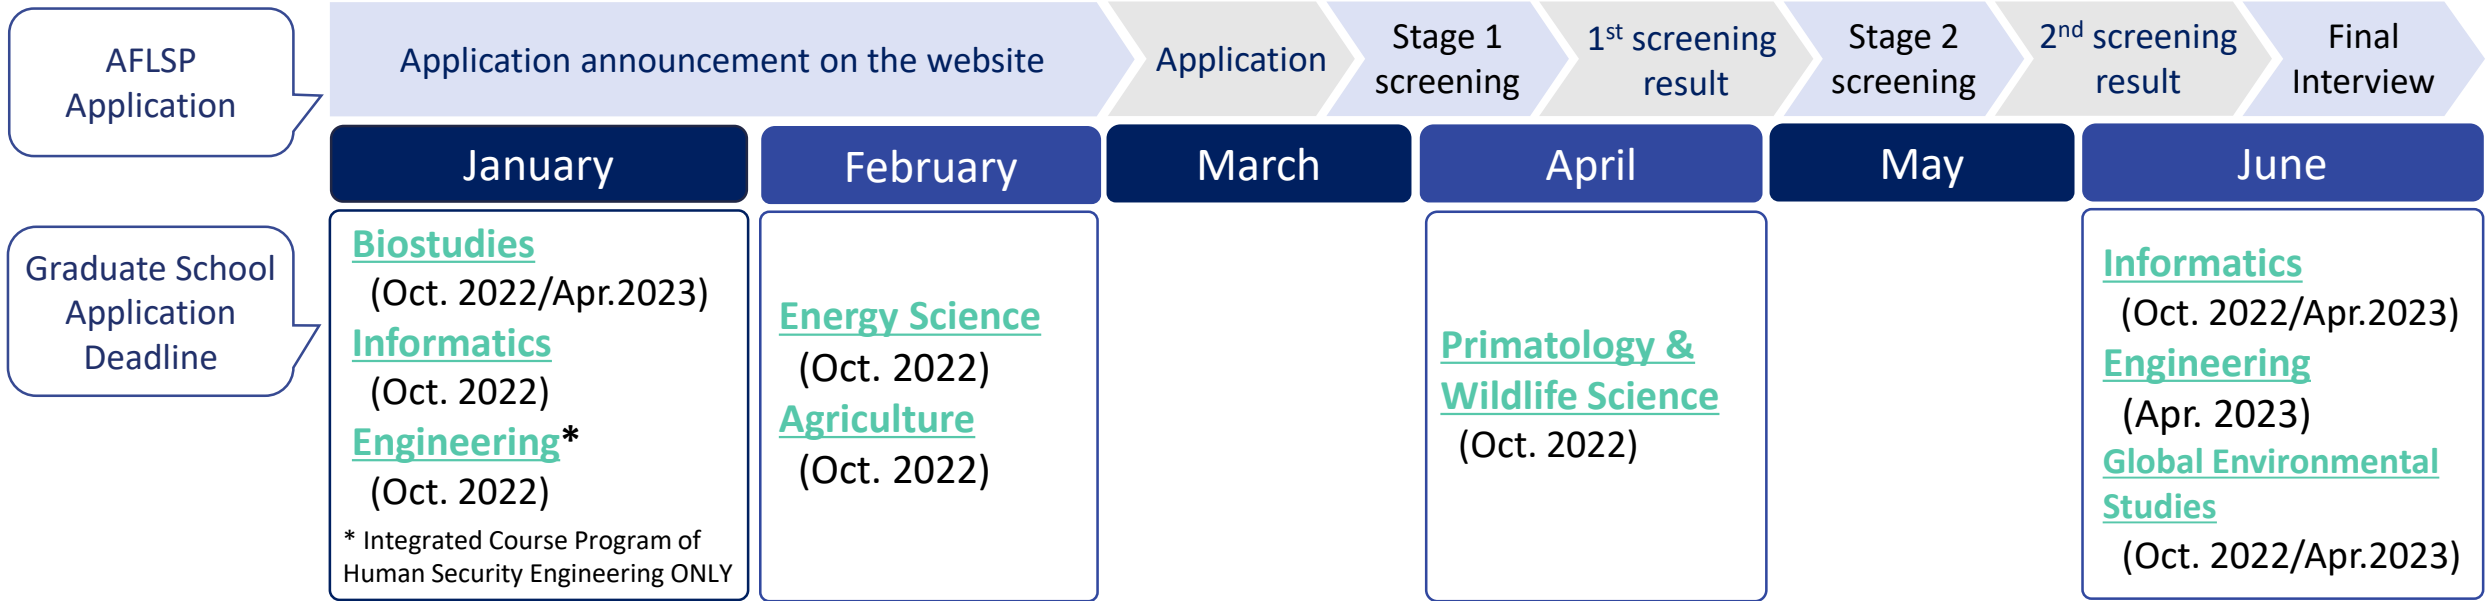 AFLSP
Application
Application announcement on the website
Application
Stage 1
screening
1st screening
result
Stage 2
screening
2nd screening
result
Final
Interview
January
February
March
April
May
June
Graduate School
Application
Deadline
Biostudies
(Oct. 2022/Apr.2023)
Informatics
(Oct. 2022)
Engineering*
(Oct. 2022)
* Integrated Course Program of
Human Security Engineering ONLY
Energy Science
(Oct. 2022)
Agriculture
(Oct. 2022)
Primatology &
Wildlife Science
(Oct. 2022)
Informatics
(Oct. 2022/Apr.2023)
Engineering
(Apr. 2023)
Global Environmental
Studies
(Oct. 2022/Apr.2023)